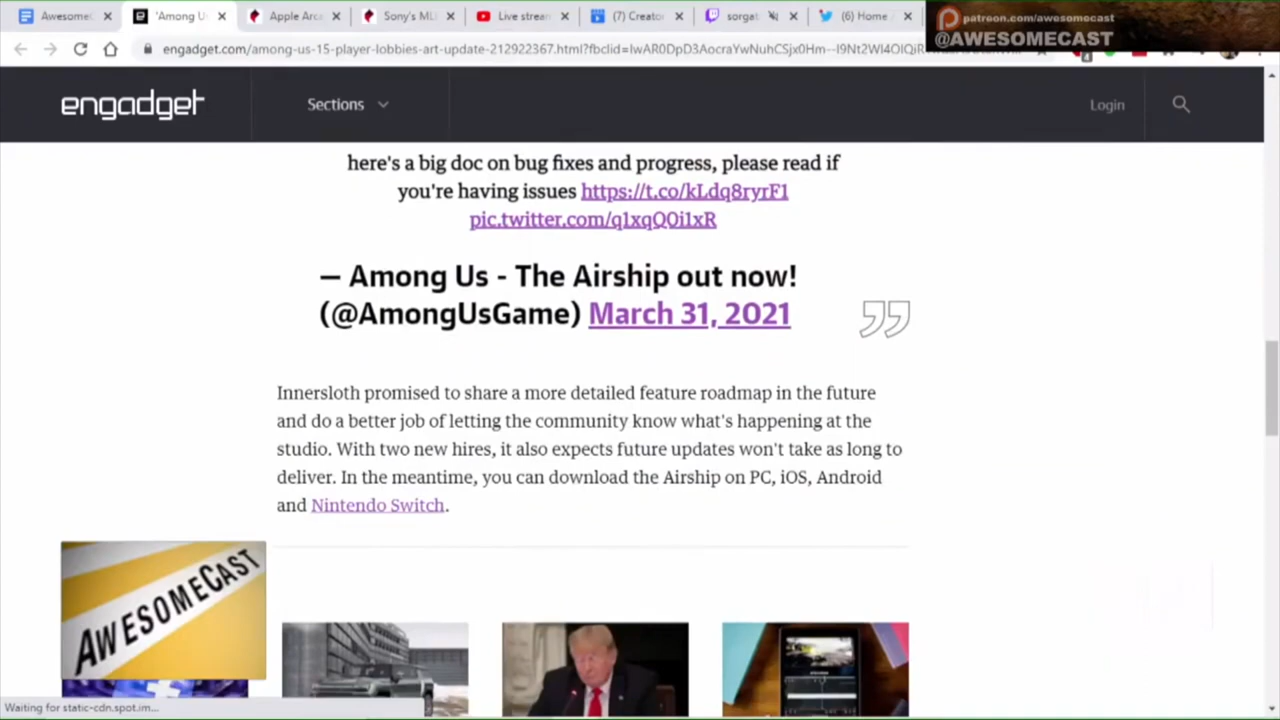 AwesomeC
'Among U
Apple Arc
Sony's ML
Live strean
(7) Creator
sorgat
(6) Home
patreon.com/awesomecast
@AWESOMECAST
engadget.com/among-us-15-player-lobbies-art-update-212922367.html?fbclid=IwAR0DpD3AocraYwNuhCSjx0Hm--I9Nt2Wl4OlQiR
engadget
Sections
Login
here's a big doc on bug fixes and progress, please read if
you're having issues https://t.co/kLdq8ryrF1
pic.twitter.com/q1xqQ0i1xR
— Among Us - The Airship out now!
(@AmongUsGame) March 31, 2021
Innersloth promised to share a more detailed feature roadmap in the future
and do a better job of letting the community know what's happening at the
studio. With two new hires, it also expects future updates won't take as long to
deliver. In the meantime, you can download the Airship on PC, iOS, Android
and Nintendo Switch.
AWESOMECAST
Waiting for static-cdn.spot.im...